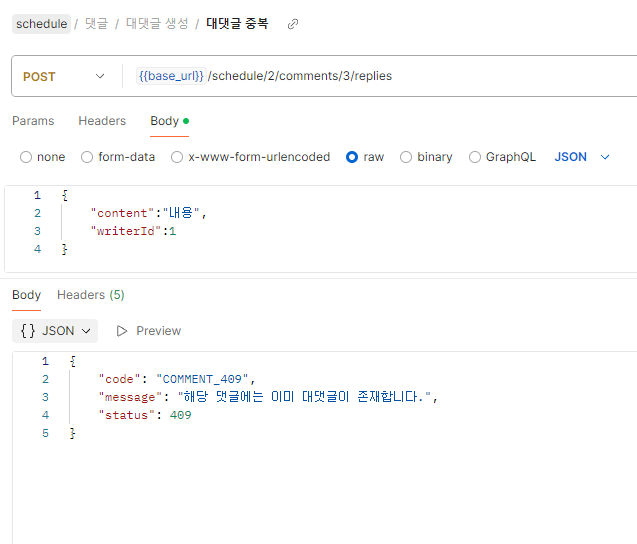 schedule / 댓글 / 대댓글 생성 / 대댓글 중복
POST {{base_url}}/schedule/2/comments/3/replies
Params Headers Body
none form-data x-www-form-urlencoded raw binary GraphQL JSON
1 {
2 "content":"내용",
3 "writerId":1
4 }
Body Headers (5)
{} JSON Preview
1 {
2 "code": "COMMENT_409",
3 "message": "해당 댓글에는 이미 대댓글이 존재합니다.",
4 "status": 409
5 }